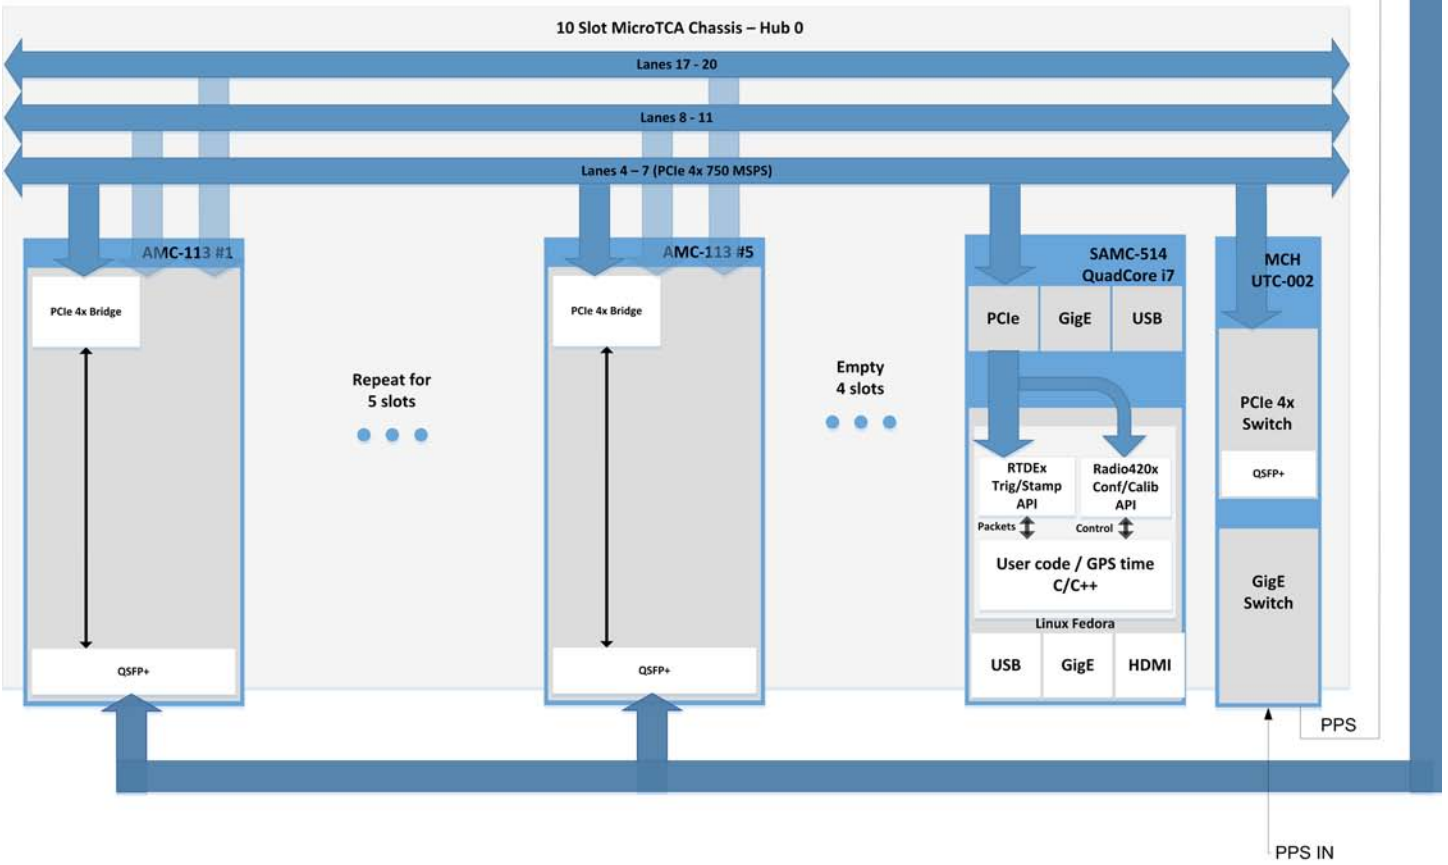 10 Slot MicroTCA Chassis – Hub 0
Lanes 17 - 20
Lanes 8 - 11
Lanes 4 – 7 (PCIe 4x 750 MSPS)
AMC-113 #1
PCIe 4x Bridge
QSFP+
Repeat for
5 slots
AMC-113 #5
PCIe 4x Bridge
QSFP+
Empty
4 slots
SAMC-514
QuadCore i7
PCIe
GigE
USB
RTDEx
Trig/Stamp
API
Radio420x
Conf/Calib
API
Packets
Control
User code / GPS time
C/C++
Linux Fedora
USB
GigE
HDMI
MCH
UTC-002
PCIe 4x
Switch
QSFP+
GigE
Switch
PPS
PPS IN